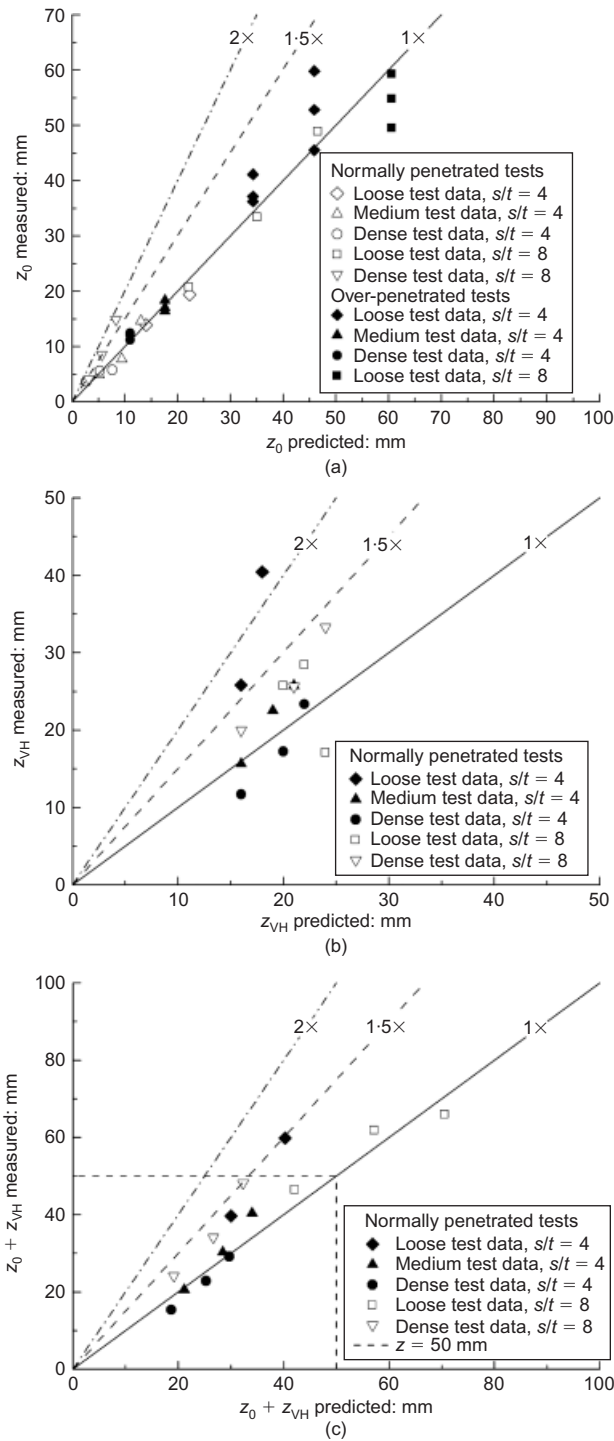 70
60
50
40
30
20
10
0
z0 measured: mm
2×
1·5×
1×
Normally penetrated tests
Loose test data, s/t = 4
Medium test data, s/t = 4
Dense test data, s/t = 4
Loose test data, s/t = 8
Dense test data, s/t = 8
Over-penetrated tests
Loose test data, s/t = 4
Medium test data, s/t = 4
Dense test data, s/t = 4
Loose test data, s/t = 8
0 10 20 30 40 50 60 70 80 90 100
z0 predicted: mm
(a)
50
40
30
20
10
0
zVH measured: mm
2×
1·5×
1×
Normally penetrated tests
Loose test data, s/t = 4
Medium test data, s/t = 4
Dense test data, s/t = 4
Loose test data, s/t = 8
Dense test data, s/t = 8
0 10 20 30 40 50
zVH predicted: mm
(b)
100
80
60
40
20
0
z0 + zVH measured: mm
2×
1·5×
1×
Normally penetrated tests
Loose test data, s/t = 4
Medium test data, s/t = 4
Dense test data, s/t = 4
Loose test data, s/t = 8
Dense test data, s/t = 8
z = 50 mm
0 20 40 60 80 100
z0 + zVH predicted: mm
(c)